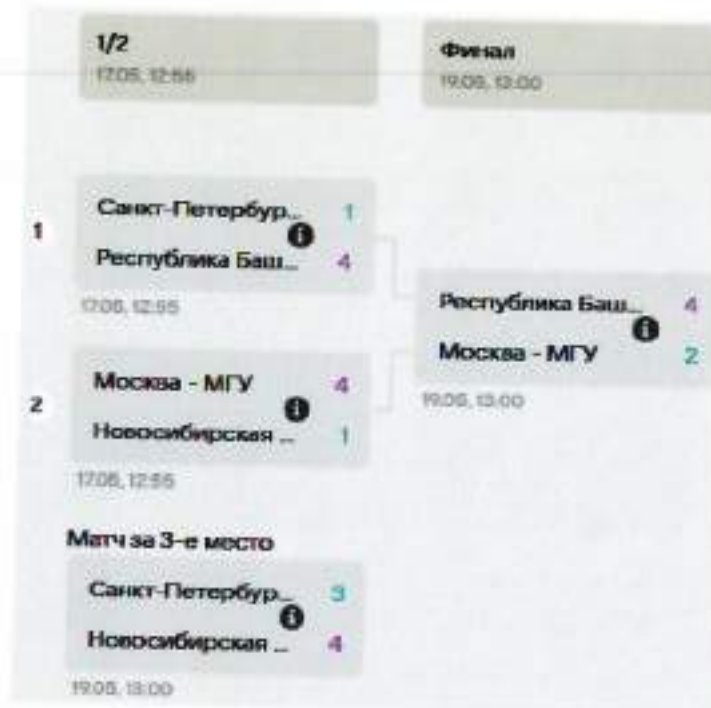 1/2
17.05, 12:55
Финал
19.05, 13:00
1
Санкт-Петербур... 1
Республика Баш... 4
17.05, 12:55
Республика Баш... 4
Москва - МГУ 2
19.05, 13:00
2
Москва - МГУ 4
Новосибирская ... 1
17.05, 12:55
Матч за 3-е место
Санкт-Петербур... 3
Новосибирская ... 4
19.05, 13:00